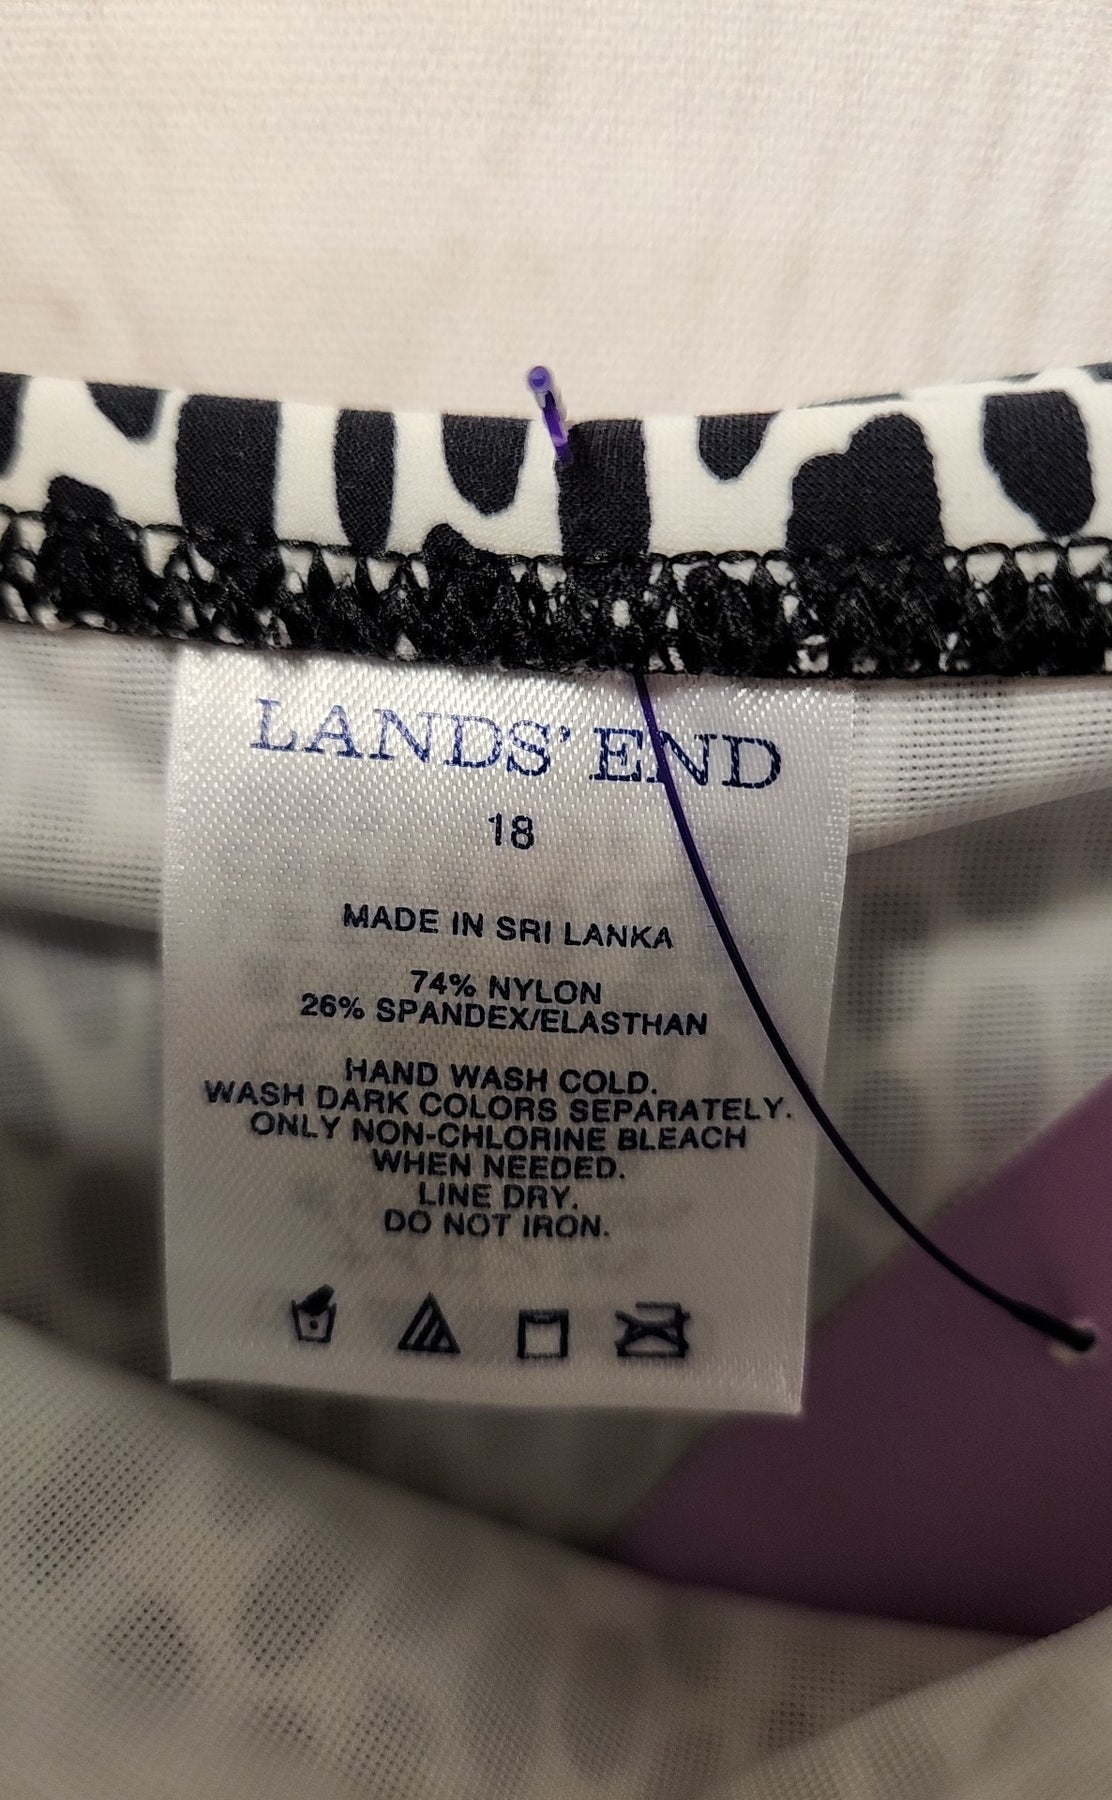 LANDS' END
18
MADE IN SRI LANKA
74% NYLON
26% SPANDEX/ELASTHAN
HAND WASH COLD.
WASH DARK COLORS SEPARATELY.
ONLY NON-CHLORINE BLEACH
WHEN NEEDED.
LINE DRY.
DO NOT IRON.